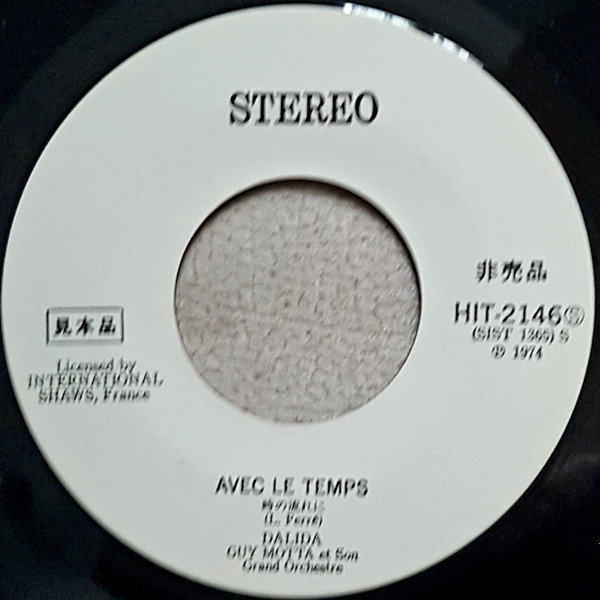 STEREO
非売品
HIT-2146Ⓢ
(SIST 1365) S
Ⓟ 1974
見本品
Licensed by
INTERNATIONAL
SHAWS, France
AVEC LE TEMPS
時の流れに
(L. Ferré)
DALIDA
GUY MOTTA et Son
Grand Orchestre